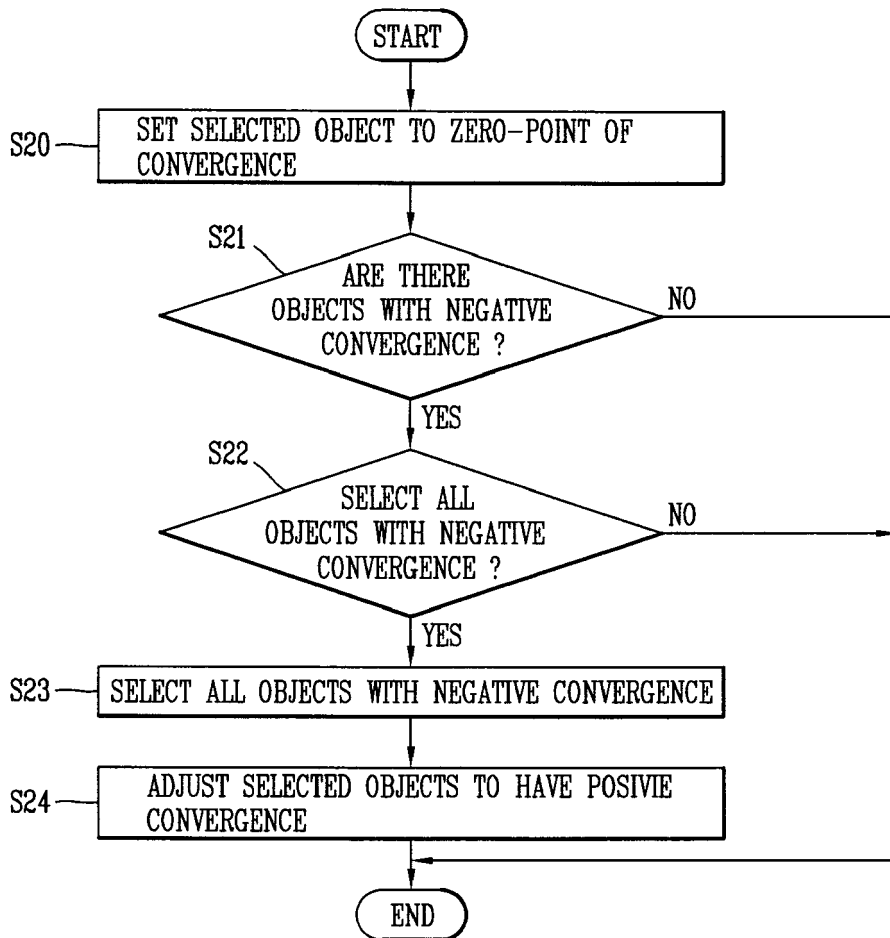 START
S20
SET SELECTED OBJECT TO ZERO-POINT OF
CONVERGENCE
S21
ARE THERE
OBJECTS WITH NEGATIVE
CONVERGENCE ?
NO
YES
S22
SELECT ALL
OBJECTS WITH NEGATIVE
CONVERGENCE ?
NO
YES
S23
SELECT ALL OBJECTS WITH NEGATIVE CONVERGENCE
S24
ADJUST SELECTED OBJECTS TO HAVE POSIVIE
CONVERGENCE
END